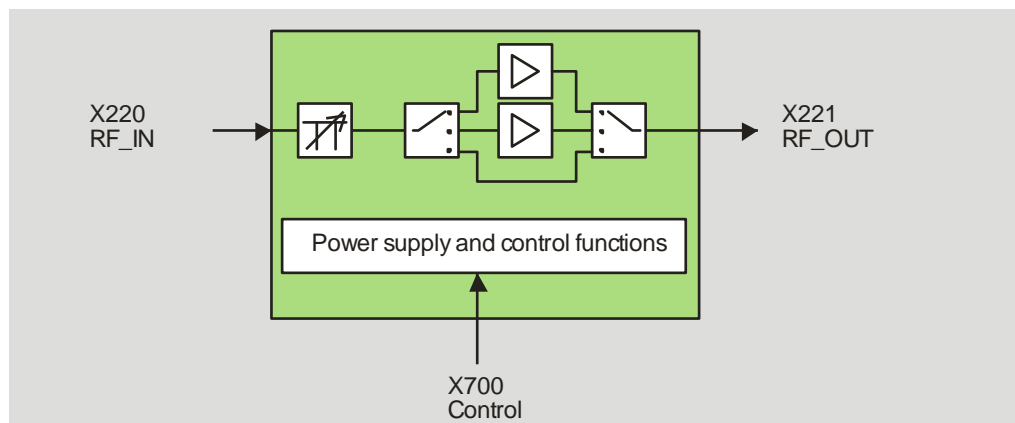 X220
RF_IN
X221
RF_OUT
Power supply and control functions
X700
Control